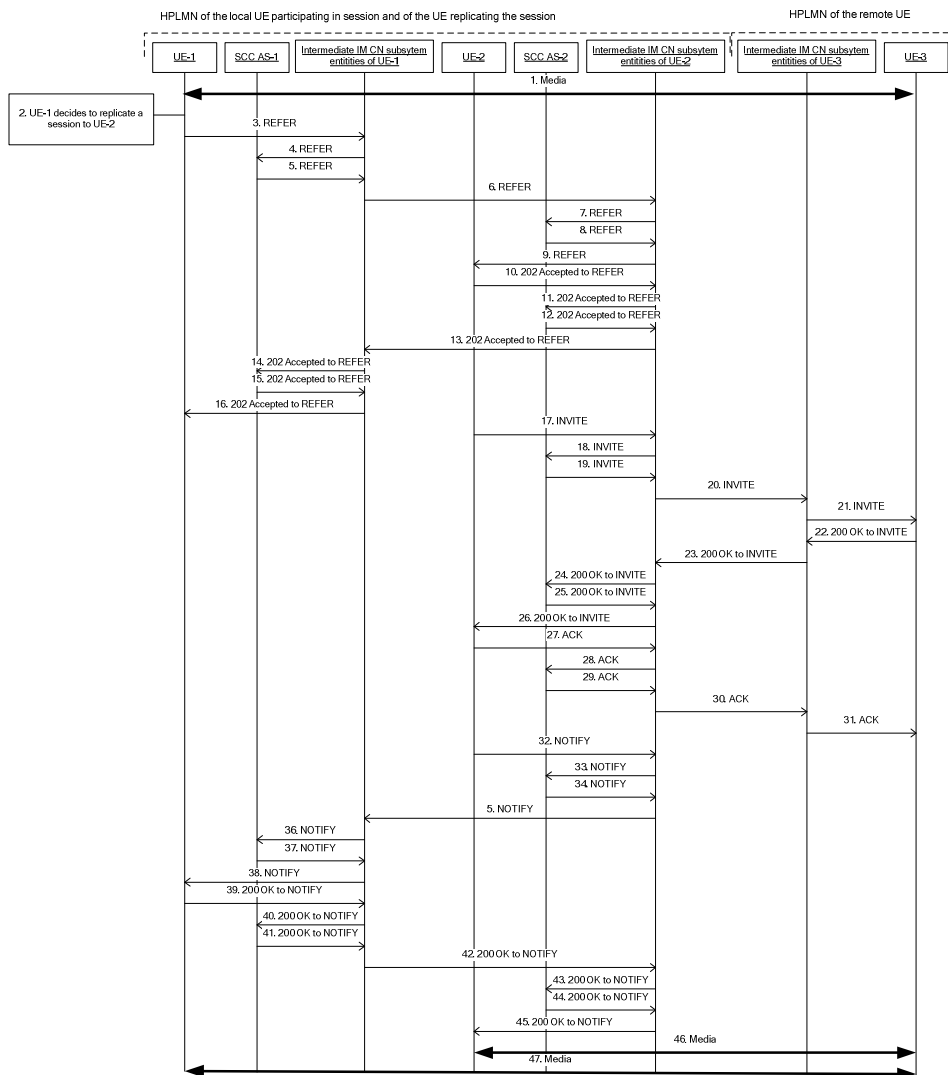 HPLMN of the local UE participating in session and of the UE replicating the session
HPLMN of the remote UE
UE-1
SCC AS-1
Intermediate IM CN subsytem
entitities of UE-1
UE-2
SCC AS-2
Intermediate IM CN subsytem
entitities of UE-2
Intermediate IM CN subsytem
entitities of UE-3
UE-3
1. Media
2. UE-1 decides to replicate a
session to UE-2
3. REFER
4. REFER
5. REFER
6. REFER
7. REFER
8. REFER
9. REFER
10. 202 Accepted to REFER
11. 202 Accepted to REFER
12. 202 Accepted to REFER
13. 202 Accepted to REFER
14. 202 Accepted to REFER
15. 202 Accepted to REFER
16. 202 Accepted to REFER
17. INVITE
18. INVITE
19. INVITE
20. INVITE
21. INVITE
22. 200 OK to INVITE
23. 200 OK to INVITE
24. 200 OK to INVITE
25. 200 OK to INVITE
26. 200 OK to INVITE
27. ACK
28. ACK
29. ACK
30. ACK
31. ACK
32. NOTIFY
33. NOTIFY
34. NOTIFY
5. NOTIFY
36. NOTIFY
37. NOTIFY
38. NOTIFY
39. 200 OK to NOTIFY
40. 200 OK to NOTIFY
41. 200 OK to NOTIFY
42. 200 OK to NOTIFY
43. 200 OK to NOTIFY
44. 200 OK to NOTIFY
45. 200 OK to NOTIFY
46. Media
47. Media